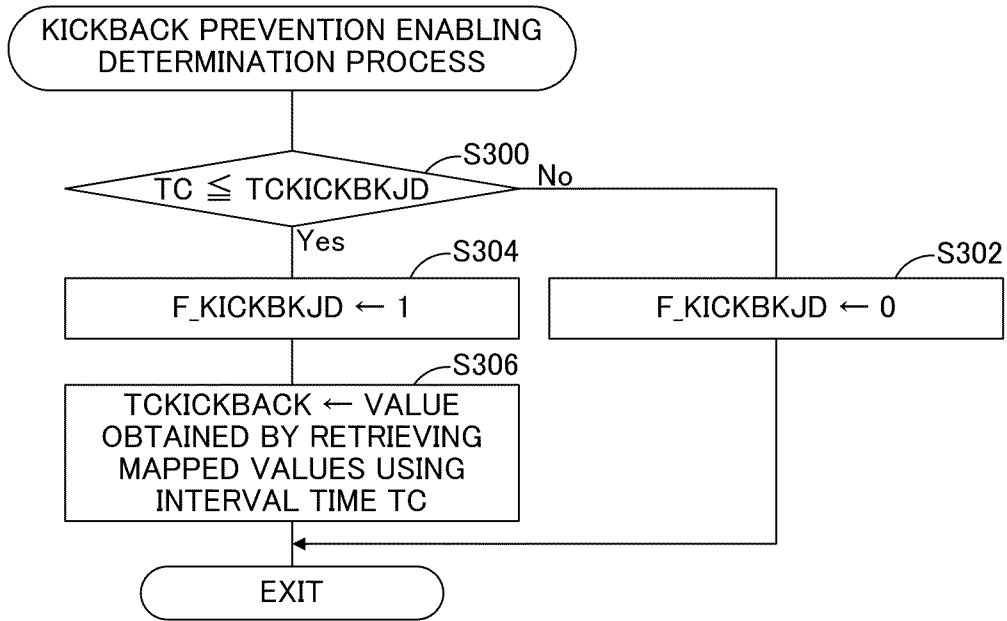 KICKBACK PREVENTION ENABLING
DETERMINATION PROCESS
S300
TC ≦ TCKICKBKJD
No
Yes
S304
F_KICKBKJD ← 1
S302
F_KICKBKJD ← 0
S306
TCKICKBACK ← VALUE
OBTAINED BY RETRIEVING
MAPPED VALUES USING
INTERVAL TIME TC
EXIT